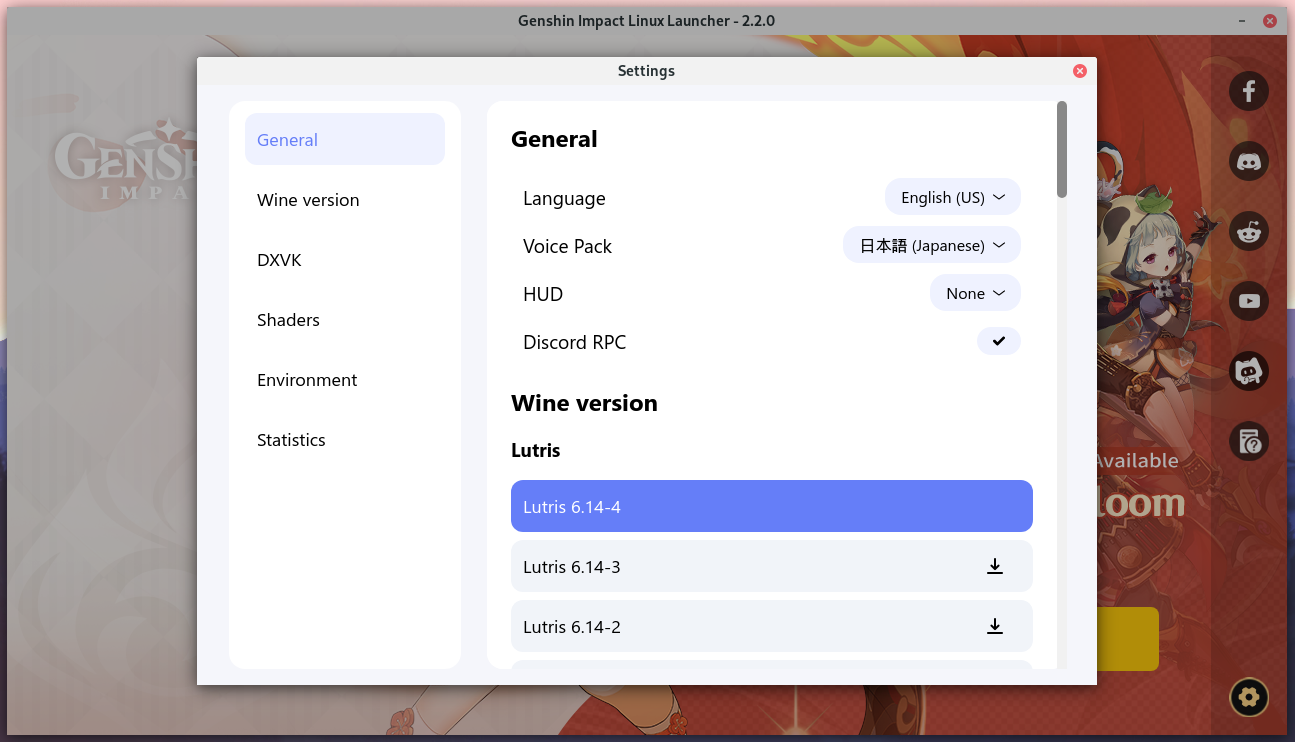 Genshin Impact Linux Launcher - 2.2.0
Settings
General
Wine version
DXVK
Shaders
Environment
Statistics
General
Language English (US)
Voice Pack 日本語 (Japanese)
HUD None
Discord RPC
Wine version
Lutris
Lutris 6.14-4
Lutris 6.14-3
Lutris 6.14-2
GENSH
IMPA
Available
loom